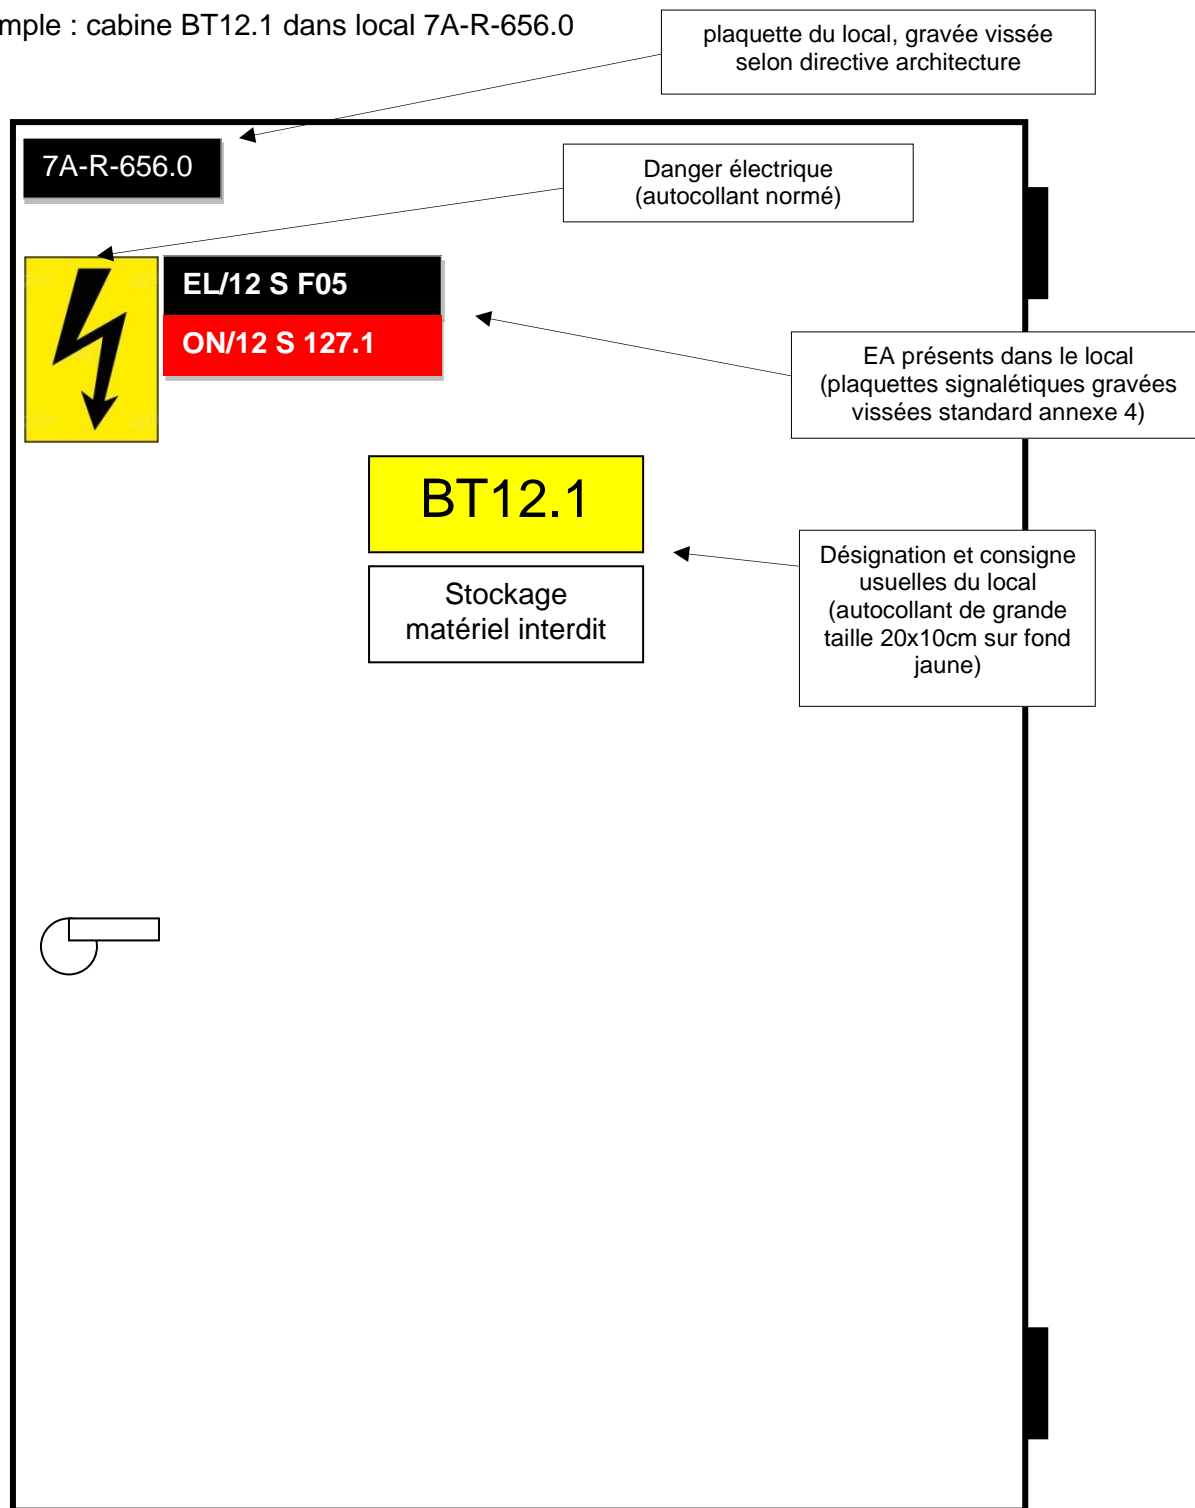 mple : cabine BT12.1 dans local 7A-R-656.0
plaquette du local, gravée vissée
selon directive architecture
7A-R-656.0
Danger électrique
(autocollant normé)
EL/12 S F05
ON/12 S 127.1
EA présents dans le local
(plaquettes signalétiques gravées
vissées standard annexe 4)
BT12.1
Stockage
matériel interdit
Désignation et consigne
usuelles du local
(autocollant de grande
taille 20x10cm sur fond
jaune)